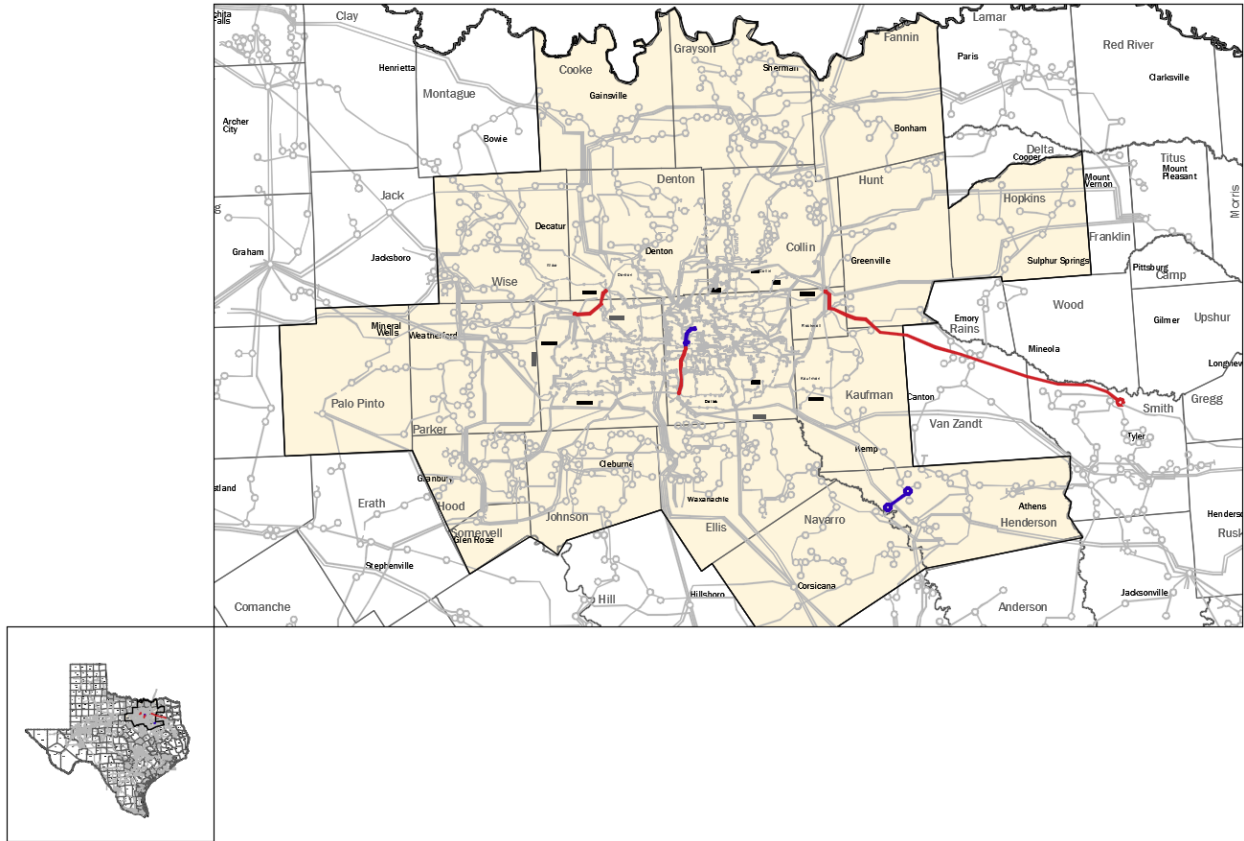 chita
Falls
Clay
Lamar
Red River
Fannin
Grayson
Paris
Henrietta
Cooke
Sherman
Clarksville
Montague
Gainsville
Archer
City
Bowie
Bonham
Delta
Cooper
Titus
Mount
Pleasant
Jack
Denton
Hunt
Mount
Vernon
Hopkins
Morris
Decatur
Franklin
Graham
Jacksboro
Denton
Collin
Greenville
Sulphur Springs
Pittsburg
Camp
Wise
Wood
Mineral
Wells
Weatherford
Emory
Rains
Gilmer
Upshur
Mineola
Longview
Palo Pinto
Kaufman
Canton
Smith
Gregg
Parker
Van Zandt
Tyler
Kemp
Cleburne
Granbury
stland
Erath
Hood
Johnson
Waxahachie
Ellis
Navarro
Athens
Henderson
Henderso
Rusk
Somervell
Glen Rose
Stephenville
Corsicana
Comanche
Hill
Hillsboro
Anderson
Jacksonville